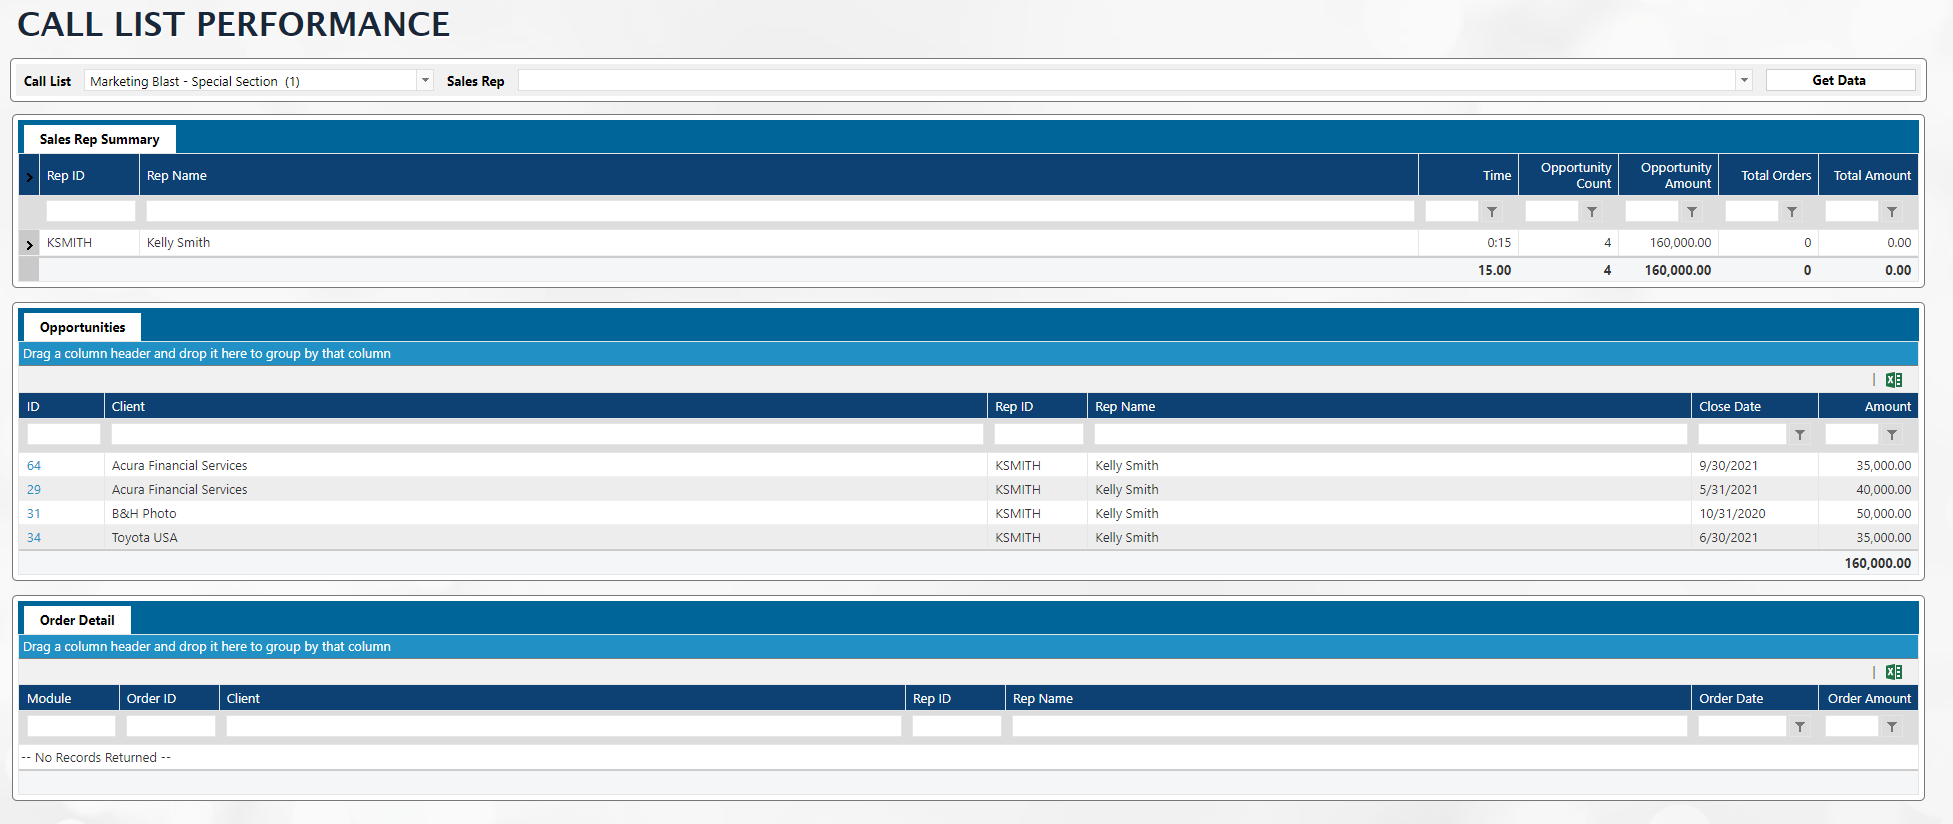 CALL LIST PERFORMANCE
Call List Marketing Blast - Special Section (1) Sales Rep Get Data
Sales Rep Summary
Rep ID Rep Name Time Opportunity Count Opportunity Amount Total Orders Total Amount
KSMITH Kelly Smith 0:15 4 160,000.00 0 0.00
15.00 4 160,000.00 0 0.00
Opportunities
Drag a column header and drop it here to group by that column
ID Client Rep ID Rep Name Close Date Amount
64 Acura Financial Services KSMITH Kelly Smith 9/30/2021 35,000.00
29 Acura Financial Services KSMITH Kelly Smith 5/31/2021 40,000.00
31 B&H Photo KSMITH Kelly Smith 10/31/2020 50,000.00
34 Toyota USA KSMITH Kelly Smith 6/30/2021 35,000.00
160,000.00
Order Detail
Drag a column header and drop it here to group by that column
Module Order ID Client Rep ID Rep Name Order Date Order Amount
-- No Records Returned --